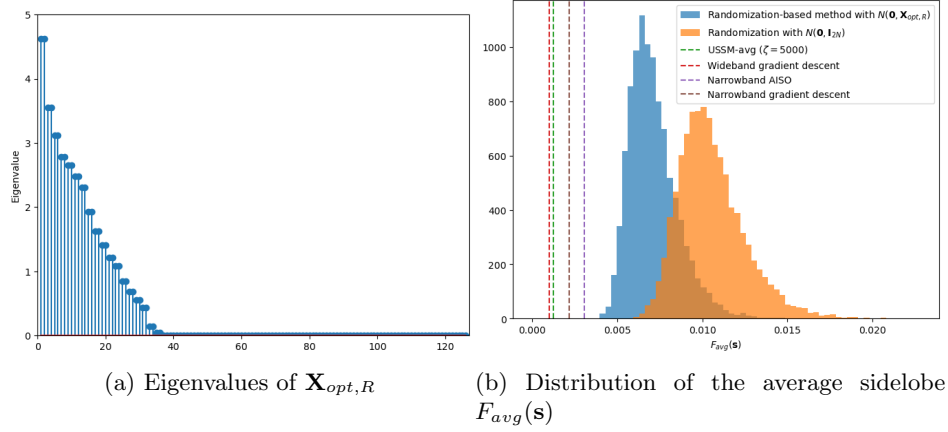 5
4
3
2
1
0
Eigenvalue
0
20
40
60
80
100
120
(a) Eigenvalues of X_{opt,R}
1000
800
600
400
200
0
Randomization-based method with N(0, X_{opt,R})
Randomization with N(0, I_{2N})
USSM-avg (ζ = 5000)
Wideband gradient descent
Narrowband AISO
Narrowband gradient descent
0.000
0.005
0.010
0.015
0.020
F_{avg}(s)
(b) Distribution of the average sidelobe
F_{avg}(s)